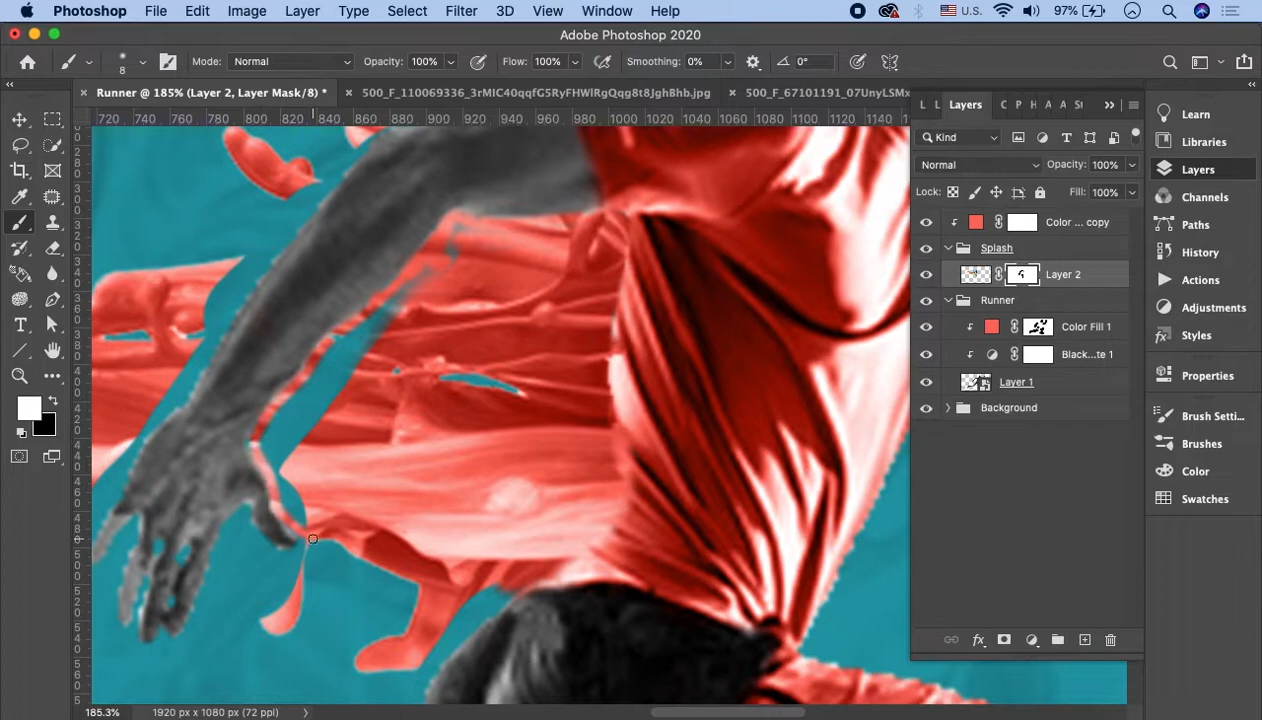 Photoshop File Edit Image Layer Type Select Filter 3D View Window Help U.S. 97%
Adobe Photoshop 2020
8 Mode: Normal Opacity: 100% Flow: 100% Smoothing: 0% 0°
Runner @ 185% (Layer 2, Layer Mask/8) * 500_F_110069336_3rMIC40qqfG5RyFHWlRgQqg8t8JghBhb.jpg 500_F_67101191_07UnyLSMx
L L Layers C P H A A St
720 740 760 780 800 820 840 860 880 900 920 940 960 980 1000 1020 1040 1060 1080 1100 1120 1140
Kind
Normal Opacity: 100%
Lock: Fill: 100%
Color ... copy
Splash
Layer 2
Runner
Color Fill 1
Black...te 1
Layer 1
Background
Learn
Libraries
Layers
Channels
Paths
History
Actions
Adjustments
Styles
Properties
Brush Setti...
Brushes
Color
Swatches
185.3% 1920 px x 1080 px (72 ppi)